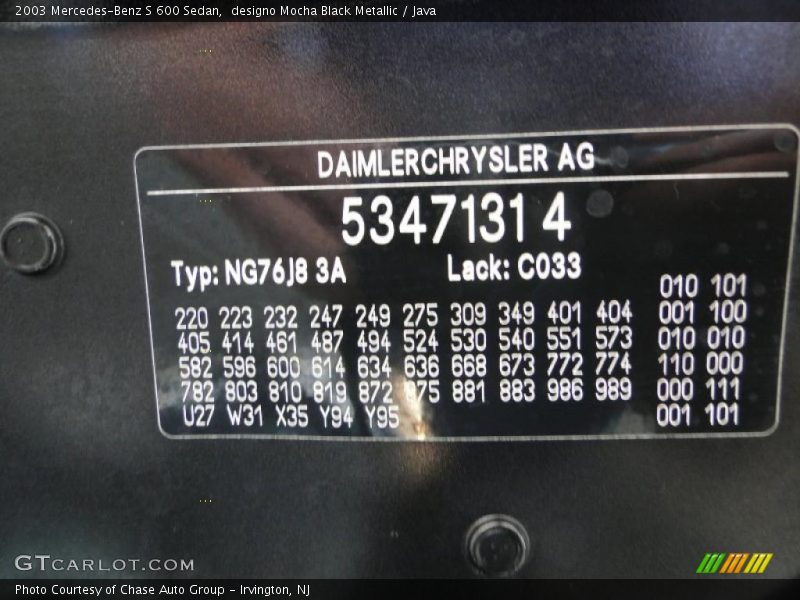 2003 Mercedes-Benz S 600 Sedan, designo Mocha Black Metallic / Java
DAIMLERCHRYSLER AG
5347131 4
Typ: NG76J8 3A Lack: C033
010 101
220 223 232 247 249 275 309 349 401 404 001 100
405 414 461 487 494 524 530 540 551 573 010 010
582 596 600 614 634 636 668 673 772 774 110 000
782 803 810 819 872 875 881 883 986 989 000 111
U27 W31 X35 Y94 Y95 001 101
GTCARLOT.COM
Photo Courtesy of Chase Auto Group - Irvington, NJ